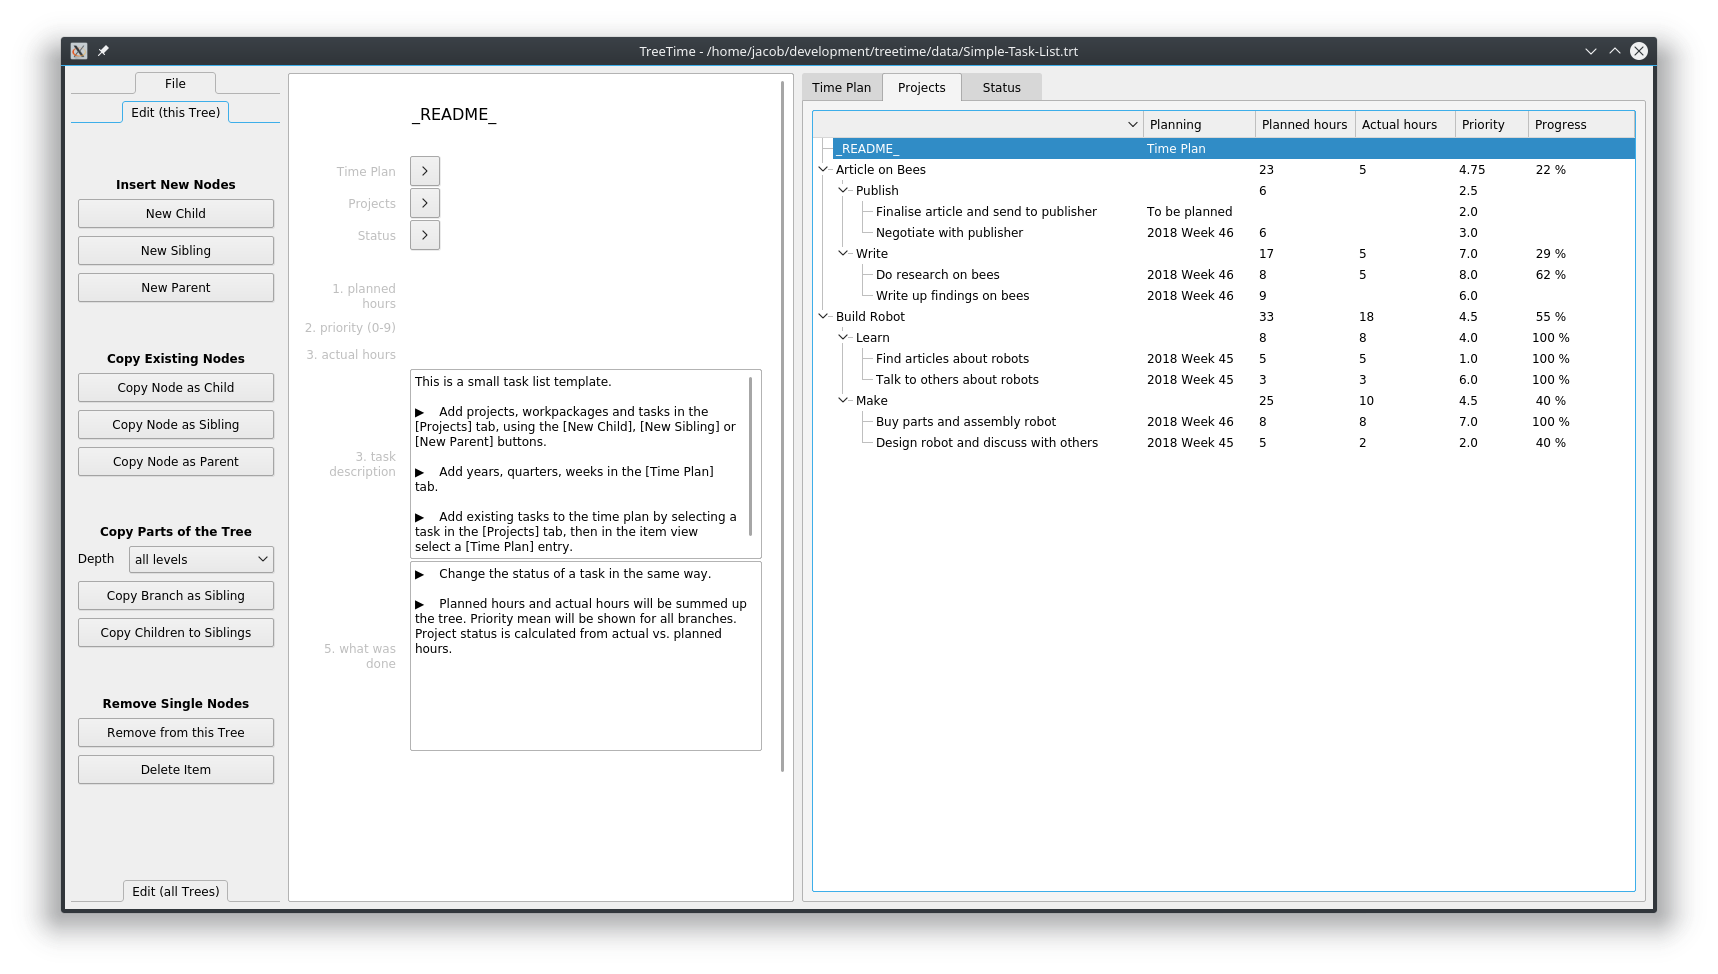 TreeTime - /home/jacob/development/treetime/data/Simple-Task-List.trt
File
Edit (this Tree)
Insert New Nodes
New Child
New Sibling
New Parent
Copy Existing Nodes
Copy Node as Child
Copy Node as Sibling
Copy Node as Parent
Copy Parts of the Tree
Depth all levels
Copy Branch as Sibling
Copy Children to Siblings
Remove Single Nodes
Remove from this Tree
Delete Item
Edit (all Trees)
_README_
Time Plan
Projects
Status
1. planned
hours
2. priority (0-9)
3. actual hours
3. task
description
This is a small task list template.
▶ Add projects, workpackages and tasks in the
[Projects] tab, using the [New Child], [New Sibling] or
[New Parent] buttons.
▶ Add years, quarters, weeks in the [Time Plan]
tab.
▶ Add existing tasks to the time plan by selecting a
task in the [Projects] tab, then in the item view
select a [Time Plan] entry.
5. what was
done
▶ Change the status of a task in the same way.
▶ Planned hours and actual hours will be summed up
the tree. Priority mean will be shown for all branches.
Project status is calculated from actual vs. planned
hours.
Time Plan Projects Status
Planning Planned hours Actual hours Priority Progress
_README_ Time Plan
Article on Bees 23 5 4.75 22 %
Publish 6 2.5
Finalise article and send to publisher To be planned 2.0
Negotiate with publisher 2018 Week 46 6 3.0
Write 17 5 7.0 29 %
Do research on bees 2018 Week 46 8 5 8.0 62 %
Write up findings on bees 2018 Week 46 9 6.0
Build Robot 33 18 4.5 55 %
Learn 8 8 4.0 100 %
Find articles about robots 2018 Week 45 5 5 1.0 100 %
Talk to others about robots 2018 Week 45 3 3 6.0 100 %
Make 25 10 4.5 40 %
Buy parts and assembly robot 2018 Week 46 8 8 7.0 100 %
Design robot and discuss with others 2018 Week 45 5 2 2.0 40 %